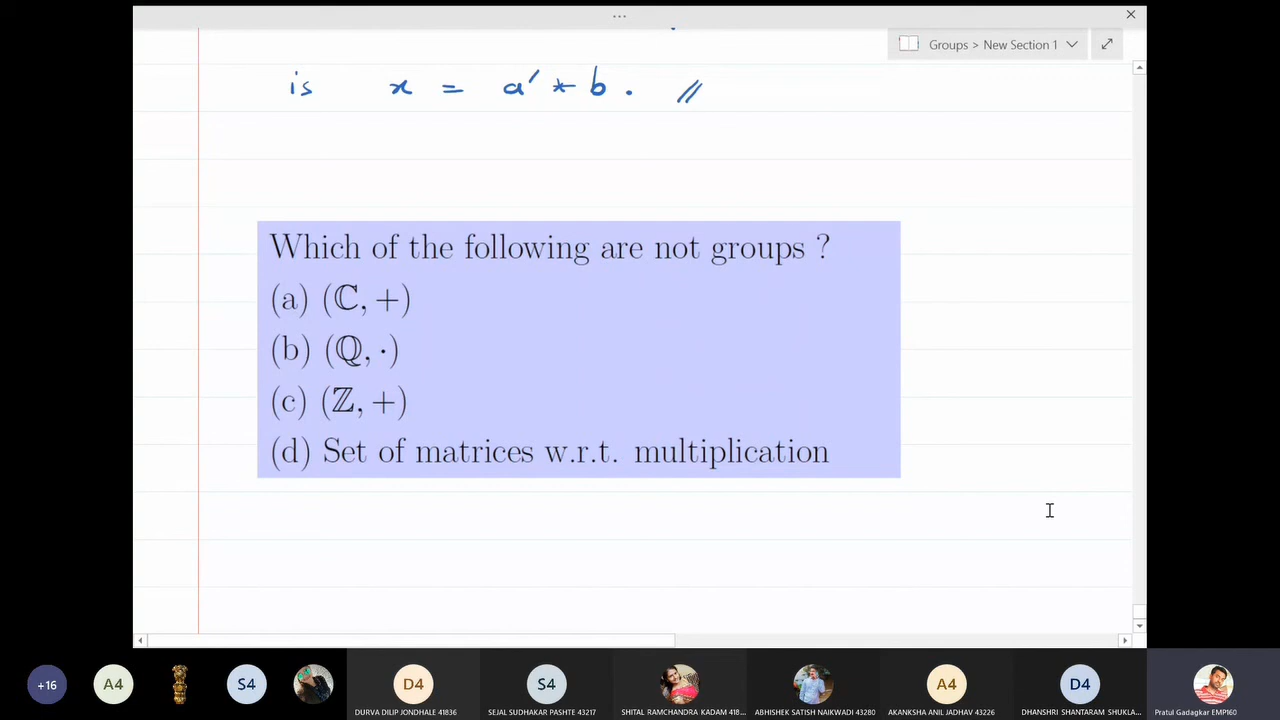 Groups > New Section 1
is x = a′ * b . //
Which of the following are not groups ?
(a) (ℂ, +)
(b) (ℚ, ·)
(c) (ℤ, +)
(d) Set of matrices w.r.t. multiplication
+16
A4
S4
D4
S4
A4
D4
DURVA DILIP JONDHALE 41836
SEJAL SUDHAKAR PASHTE 43217
SHITAL RAMCHANDRA KADAM 418...
ABHISHEK SATISH NAIKWADI 43280
AKANKSHA ANIL JADHAV 43226
DHANSHRI SHANTARAM SHUKLA...
Pratul Gadagkar EMP160